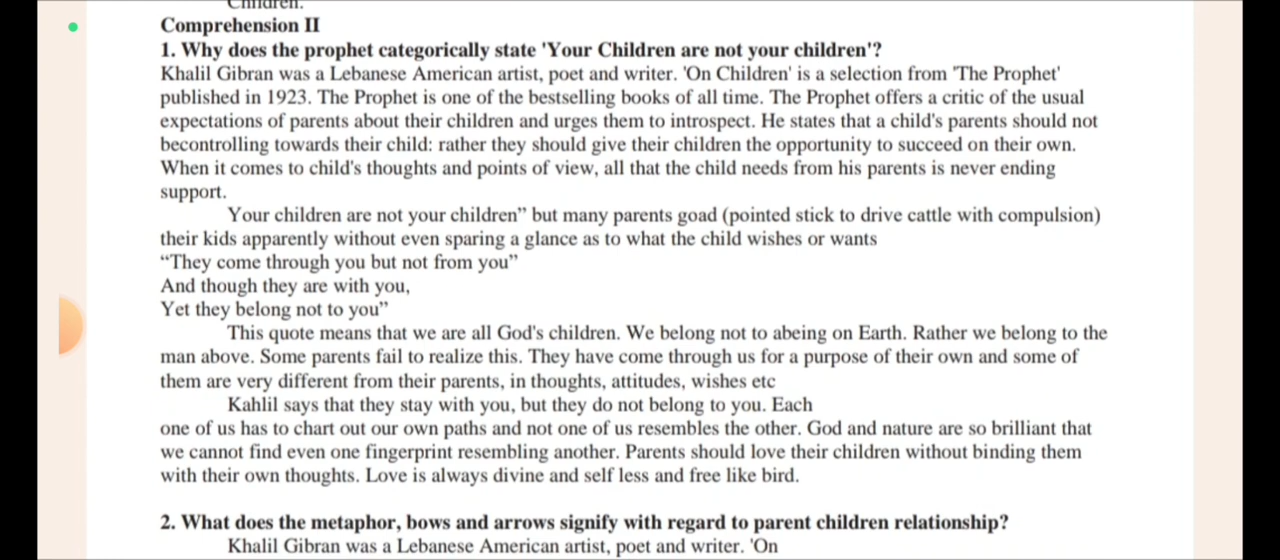 Children.
Comprehension II
1. Why does the prophet categorically state 'Your Children are not your children'?
Khalil Gibran was a Lebanese American artist, poet and writer. 'On Children' is a selection from 'The Prophet'
published in 1923. The Prophet is one of the bestselling books of all time. The Prophet offers a critic of the usual
expectations of parents about their children and urges them to introspect. He states that a child's parents should not
becontrolling towards their child: rather they should give their children the opportunity to succeed on their own.
When it comes to child's thoughts and points of view, all that the child needs from his parents is never ending
support.
Your children are not your children” but many parents goad (pointed stick to drive cattle with compulsion)
their kids apparently without even sparing a glance as to what the child wishes or wants
“They come through you but not from you”
And though they are with you,
Yet they belong not to you”
This quote means that we are all God's children. We belong not to abeing on Earth. Rather we belong to the
man above. Some parents fail to realize this. They have come through us for a purpose of their own and some of
them are very different from their parents, in thoughts, attitudes, wishes etc
Kahlil says that they stay with you, but they do not belong to you. Each
one of us has to chart out our own paths and not one of us resembles the other. God and nature are so brilliant that
we cannot find even one fingerprint resembling another. Parents should love their children without binding them
with their own thoughts. Love is always divine and self less and free like bird.
2. What does the metaphor, bows and arrows signify with regard to parent children relationship?
Khalil Gibran was a Lebanese American artist, poet and writer. 'On